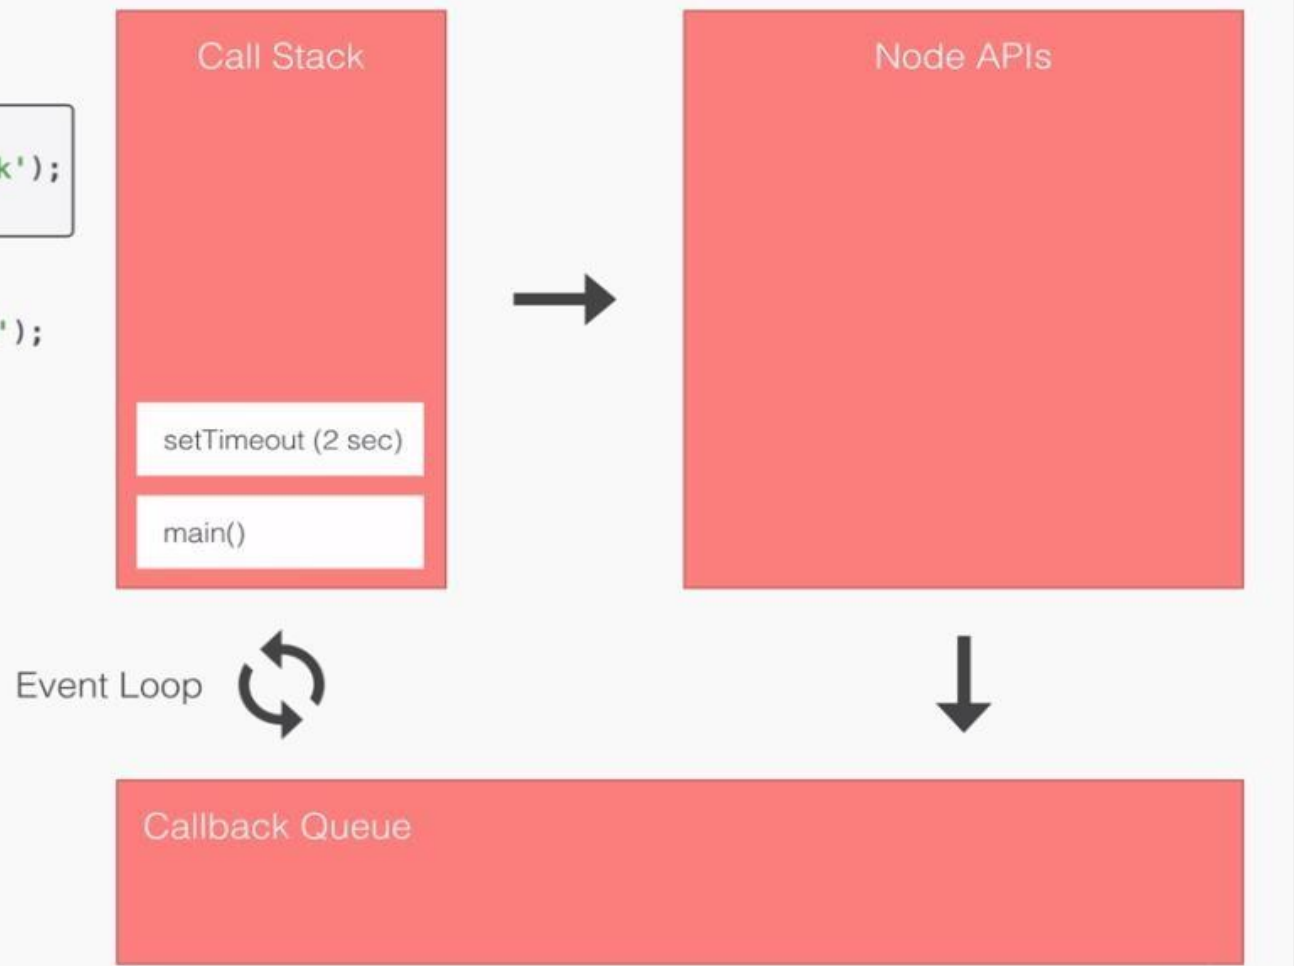 Call Stack
Node APIs
k');
');
setTimeout (2 sec)
main()
Event Loop
Callback Queue